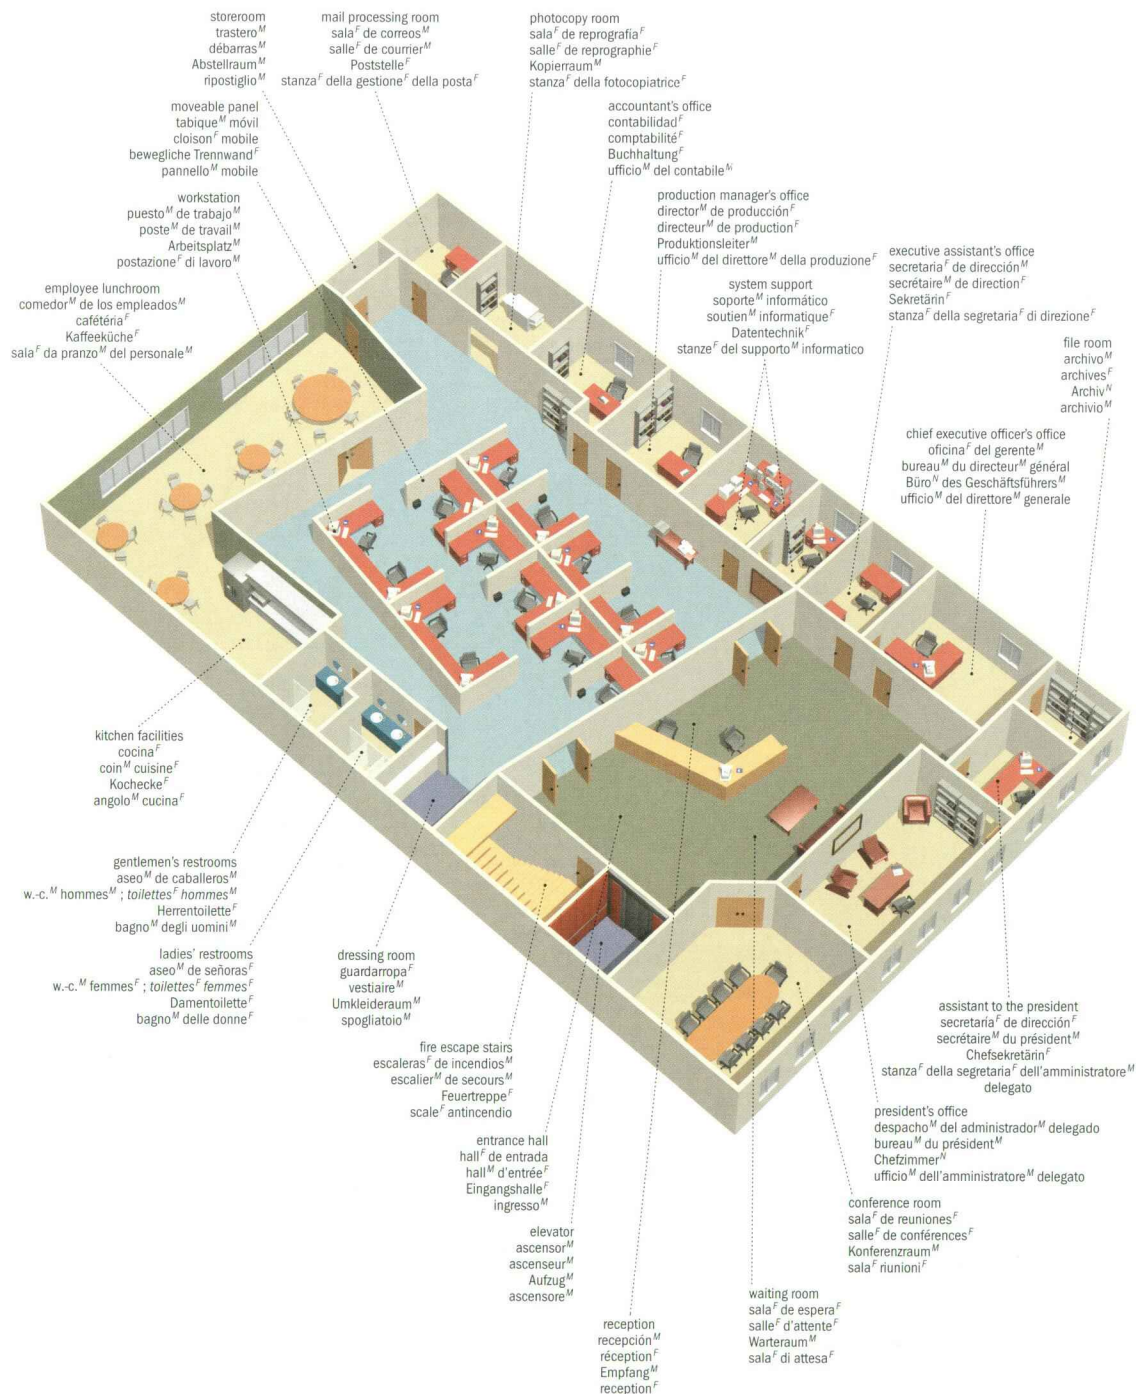 storeroom
trastero^M
débarras^M
Abstellraum^M
ripostiglio^M
mail processing room
sala^F de correos^M
salle^F de courrier^M
Poststelle^F
stanza^F della gestione^F della posta^F
photocopy room
sala^F de reprografía^F
salle^F de reprographie^F
Kopierraum^M
stanza^F della fotocopiatrice^F
moveable panel
tabique^M móvil
cloison^F mobile
bewegliche Trennwand^F
pannello^M mobile
accountant's office
contabilidad^F
comptabilité^F
Buchhaltung^F
ufficio^M del contabile^M
workstation
puesto^M de trabajo^M
poste^M de travail^M
Arbeitsplatz^M
postazione^F di lavoro^M
production manager's office
director^M de producción^F
directeur^M de production^F
Produktionsleiter^M
ufficio^M del direttore^M della produzione^F
executive assistant's office
secretaria^F de dirección^M
secrétaire^M de direction^F
Sekretärin^F
stanza^F della segretaria^F di direzione^F
employee lunchroom
comedor^M de los empleados^M
cafétéria^F
Kaffeeküche^F
sala^F da pranzo^M del personale^M
system support
soporte^M informático
soutien^M informatique^F
Datentechnik^F
stanze^F del supporto^M informatico
file room
archivo^M
archives^F
Archiv^N
archivio^M
chief executive officer's office
oficina^F del gerente^M
bureau^M du directeur^M général
Büro^N des Geschäftsführers^M
ufficio^M del direttore^M generale
kitchen facilities
cocina^F
coin^M cuisine^F
Kochecke^F
angolo^M cucina^F
gentlemen's restrooms
aseo^M de caballeros^M
w.-c.^M hommes^M ; toilettes^F hommes^M
Herrentoilette^F
bagno^M degli uomini^M
ladies' restrooms
aseo^M de señoras^F
w.-c.^M femmes^F ; toilettes^F femmes^F
Damentoilette^F
bagno^M delle donne^F
dressing room
guardarropa^F
vestiaire^M
Umkleideraum^M
spogliatoio^M
fire escape stairs
escaleras^F de incendios^M
escalier^M de secours^M
Feuertreppe^F
scale^F antincendio
entrance hall
hall^F de entrada
hall^M d'entrée^F
Eingangshalle^F
ingresso^M
elevator
ascensor^M
ascenseur^M
Aufzug^M
ascensore^M
reception
recepción^M
réception^F
Empfang^M
reception^F
waiting room
sala^F de espera^F
salle^F d'attente^F
Warteraum^M
sala^F di attesa^F
conference room
sala^F de reuniones^F
salle^F de conférences^F
Konferenzraum^M
sala^F riunioni^F
president's office
despacho^M del administrador^M delegado
bureau^M du président^M
Chefzimmer^N
ufficio^M dell'amministratore^M delegato
assistant to the president
secretaría^F de dirección^F
secrétaire^M du président^M
Chefsekretärin^F
stanza^F della segretaria^F dell'amministratore^M
delegato